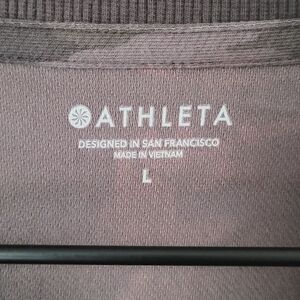 ATHLETA
DESIGNED IN SAN FRANCISCO
MADE IN VIETNAM
L